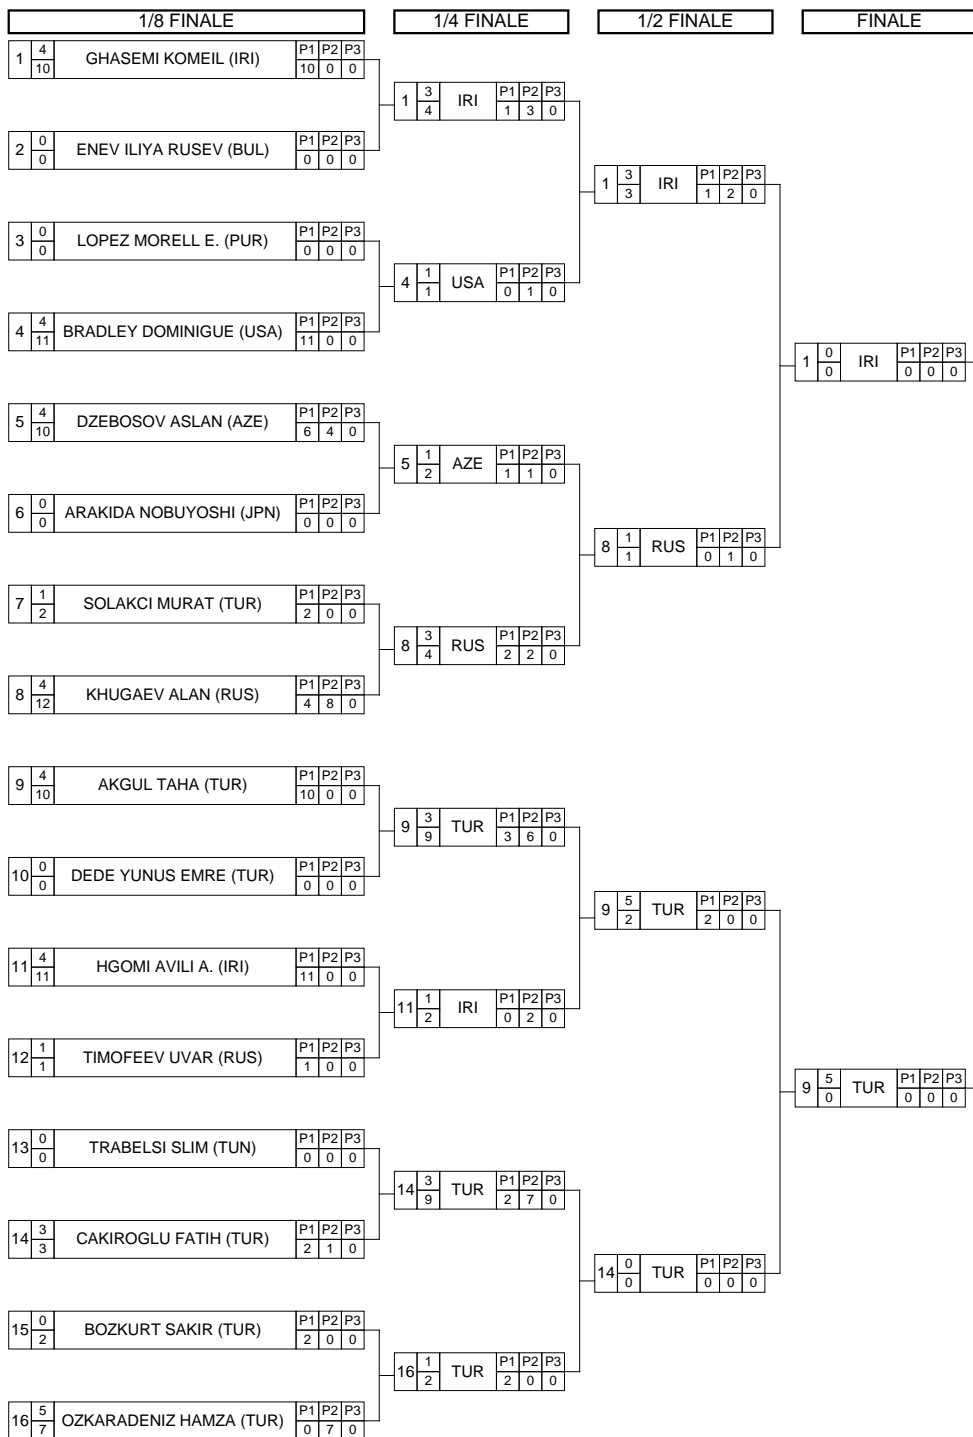 1/8 FINALE 1/4 FINALE 1/2 FINALE FINALE
1 4 10 GHASEMI KOMEIL (IRI) P1 P2 P3 10 0 0
1 3 4 IRI P1 P2 P3 1 3 0
2 0 0 ENEV ILIYA RUSEV (BUL) P1 P2 P3 0 0 0
1 3 3 IRI P1 P2 P3 1 2 0
3 0 0 LOPEZ MORELL E. (PUR) P1 P2 P3 0 0 0
4 1 1 USA P1 P2 P3 0 1 0
4 4 11 BRADLEY DOMINIGUE (USA) P1 P2 P3 11 0 0
1 0 0 IRI P1 P2 P3 0 0 0
5 4 10 DZEBOSOV ASLAN (AZE) P1 P2 P3 6 4 0
5 1 2 AZE P1 P2 P3 1 1 0
6 0 0 ARAKIDA NOBUYOSHI (JPN) P1 P2 P3 0 0 0
8 1 1 RUS P1 P2 P3 0 1 0
7 1 2 SOLAKCI MURAT (TUR) P1 P2 P3 2 0 0
8 3 4 RUS P1 P2 P3 2 2 0
8 4 12 KHUGAEV ALAN (RUS) P1 P2 P3 4 8 0
9 4 10 AKGUL TAHA (TUR) P1 P2 P3 10 0 0
9 3 9 TUR P1 P2 P3 3 6 0
10 0 0 DEDE YUNUS EMRE (TUR) P1 P2 P3 0 0 0
9 5 2 TUR P1 P2 P3 2 0 0
11 4 11 HGOMI AVILI A. (IRI) P1 P2 P3 11 0 0
11 1 2 IRI P1 P2 P3 0 2 0
12 1 1 TIMOFEEV UVAR (RUS) P1 P2 P3 1 0 0
9 5 0 TUR P1 P2 P3 0 0 0
13 0 0 TRABELSI SLIM (TUN) P1 P2 P3 0 0 0
14 3 9 TUR P1 P2 P3 2 7 0
14 3 3 CAKIROGLU FATIH (TUR) P1 P2 P3 2 1 0
14 0 0 TUR P1 P2 P3 0 0 0
15 0 2 BOZKURT SAKIR (TUR) P1 P2 P3 2 0 0
16 1 2 TUR P1 P2 P3 2 0 0
16 5 7 OZKARADENIZ HAMZA (TUR) P1 P2 P3 0 7 0